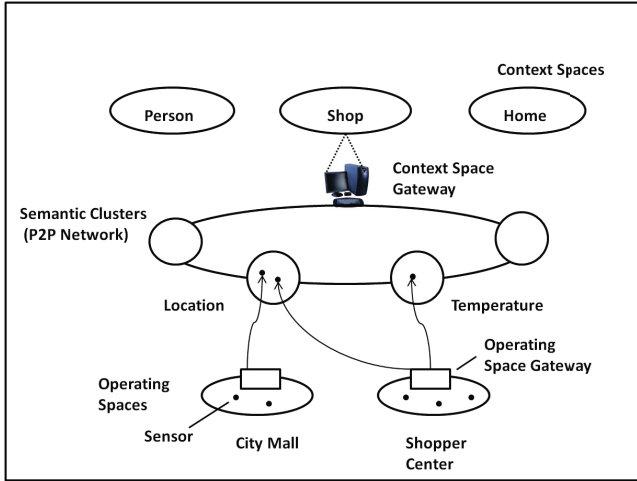 Context Spaces
Person
Shop
Home
Context Space
Gateway
Semantic Clusters
(P2P Network)
Location
Temperature
Operating
Space Gateway
Operating
Spaces
Sensor
City Mall
Shopper
Center